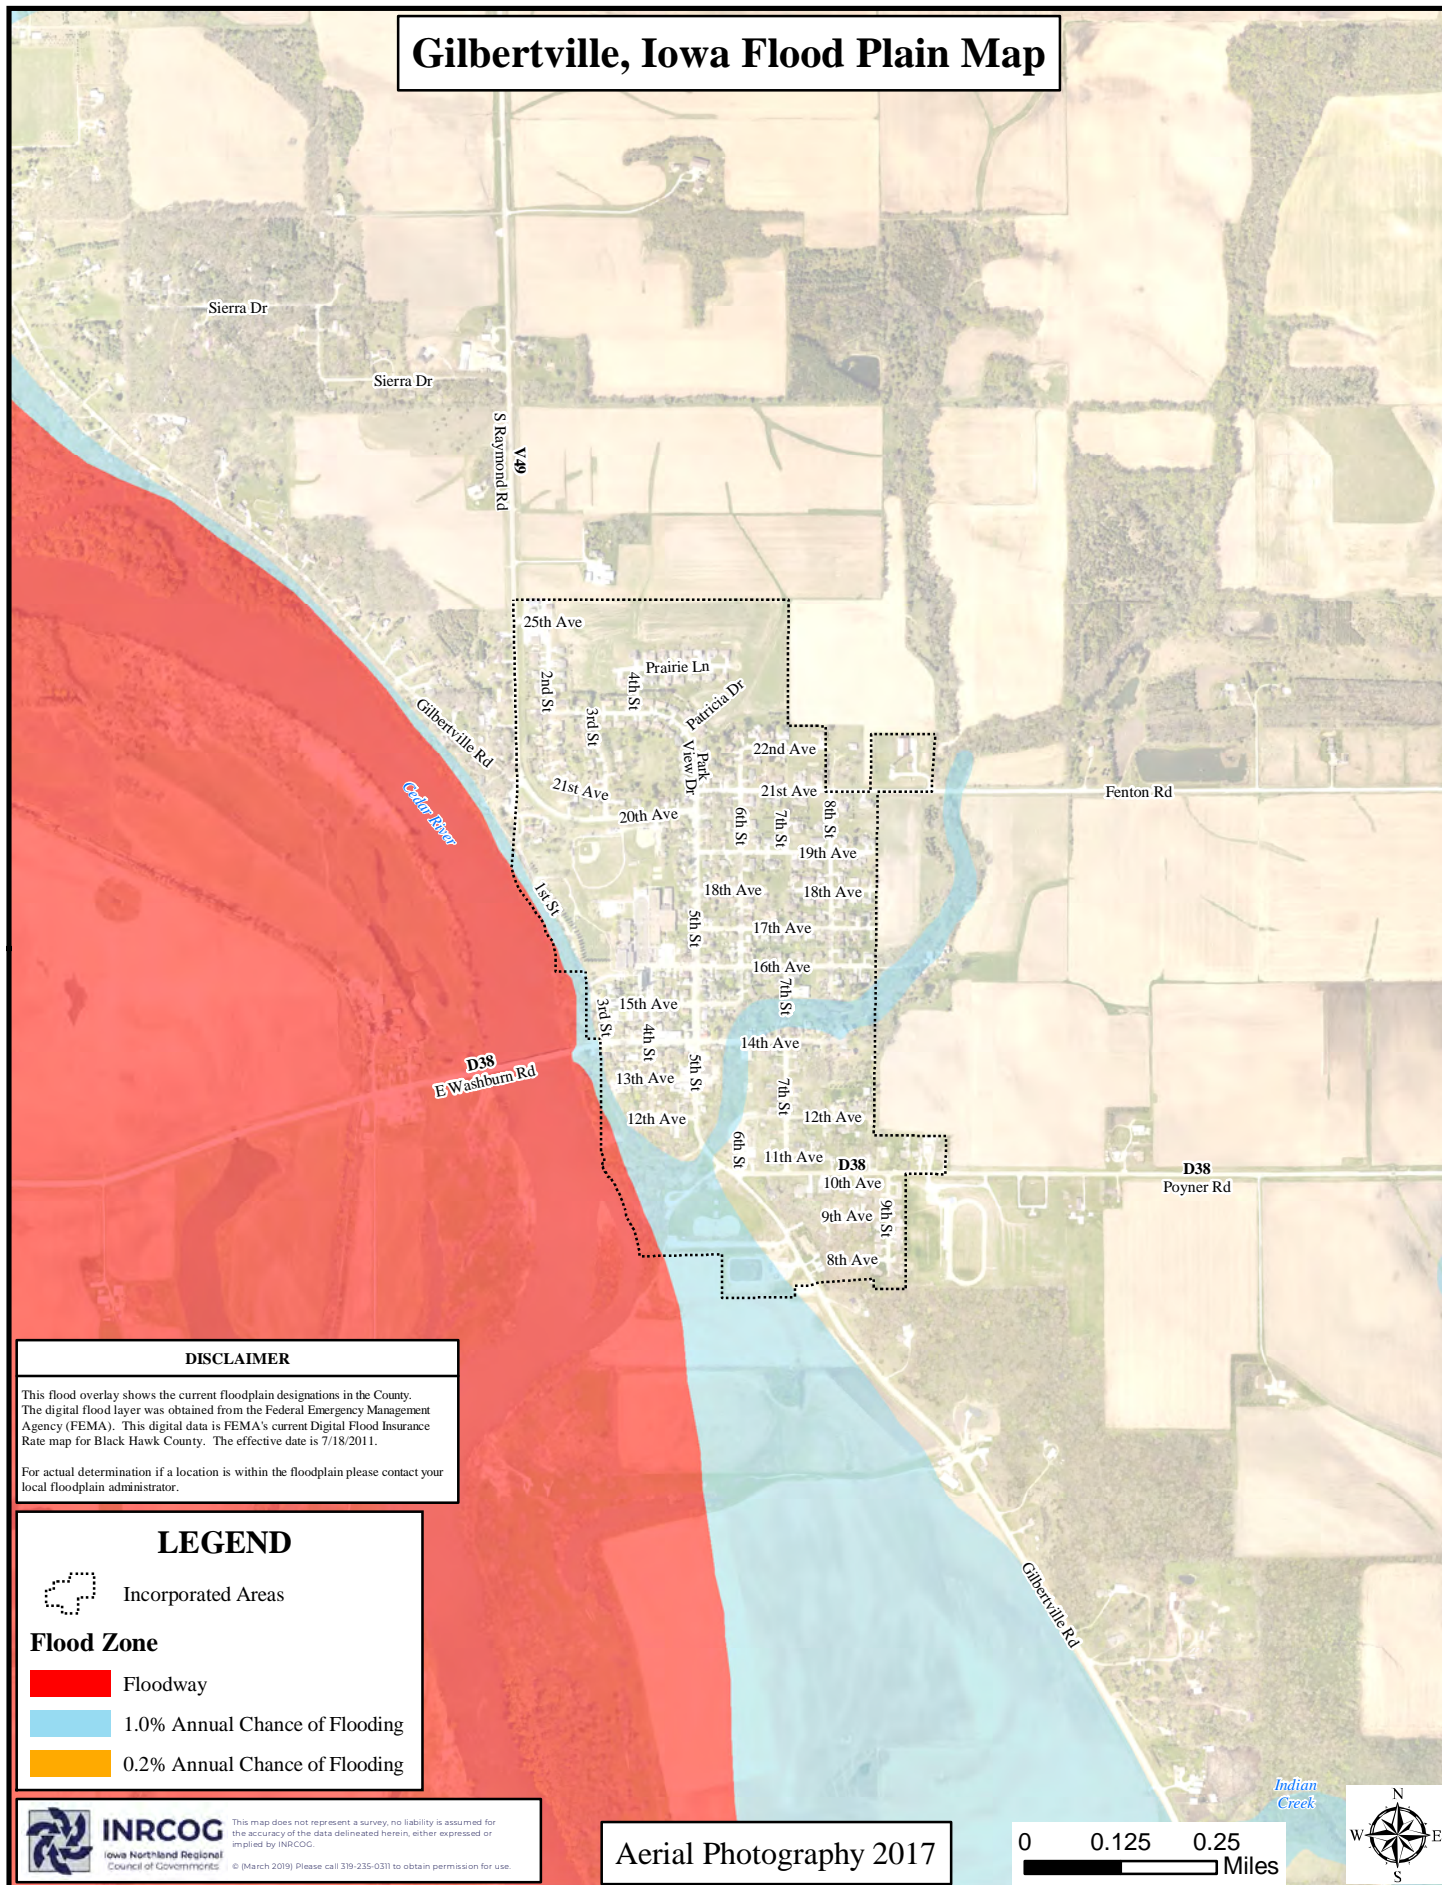 Gilbertville, Iowa Flood Plain Map
Sierra Dr
Sierra Dr
S Raymond Rd
V49
25th Ave
Prairie Ln
2nd St
4th St
Patricia Dr
3rd St
Gilbertville Rd
22nd Ave
Park
View Dr
21st Ave
21st Ave
Fenton Rd
Cedar River
20th Ave
6th St
7th St
8th St
19th Ave
18th Ave
18th Ave
1st St
5th St
17th Ave
16th Ave
7th St
3rd St
15th Ave
4th St
14th Ave
D38
E Washburn Rd
5th St
13th Ave
7th St
12th Ave
12th Ave
6th St
11th Ave
D38
10th Ave
D38
Poyner Rd
9th Ave
9th St
8th Ave
DISCLAIMER
This flood overlay shows the current floodplain designations in the County.
The digital flood layer was obtained from the Federal Emergency Management
Agency (FEMA). This digital data is FEMA's current Digital Flood Insurance
Rate map for Black Hawk County. The effective date is 7/18/2011.
For actual determination if a location is within the floodplain please contact your
local floodplain administrator.
LEGEND
Incorporated Areas
Flood Zone
Floodway
1.0% Annual Chance of Flooding
0.2% Annual Chance of Flooding
Gilbertville Rd
Indian
Creek
INRCOG
Iowa Northland Regional
Council of Governments
This map does not represent a survey, no liability is assumed for
the accuracy of the data delineated herein, either expressed or
implied by INRCOG.
© (March 2019) Please call 319-235-0311 to obtain permission for use.
Aerial Photography 2017
0 0.125 0.25
Miles
N
W E
S